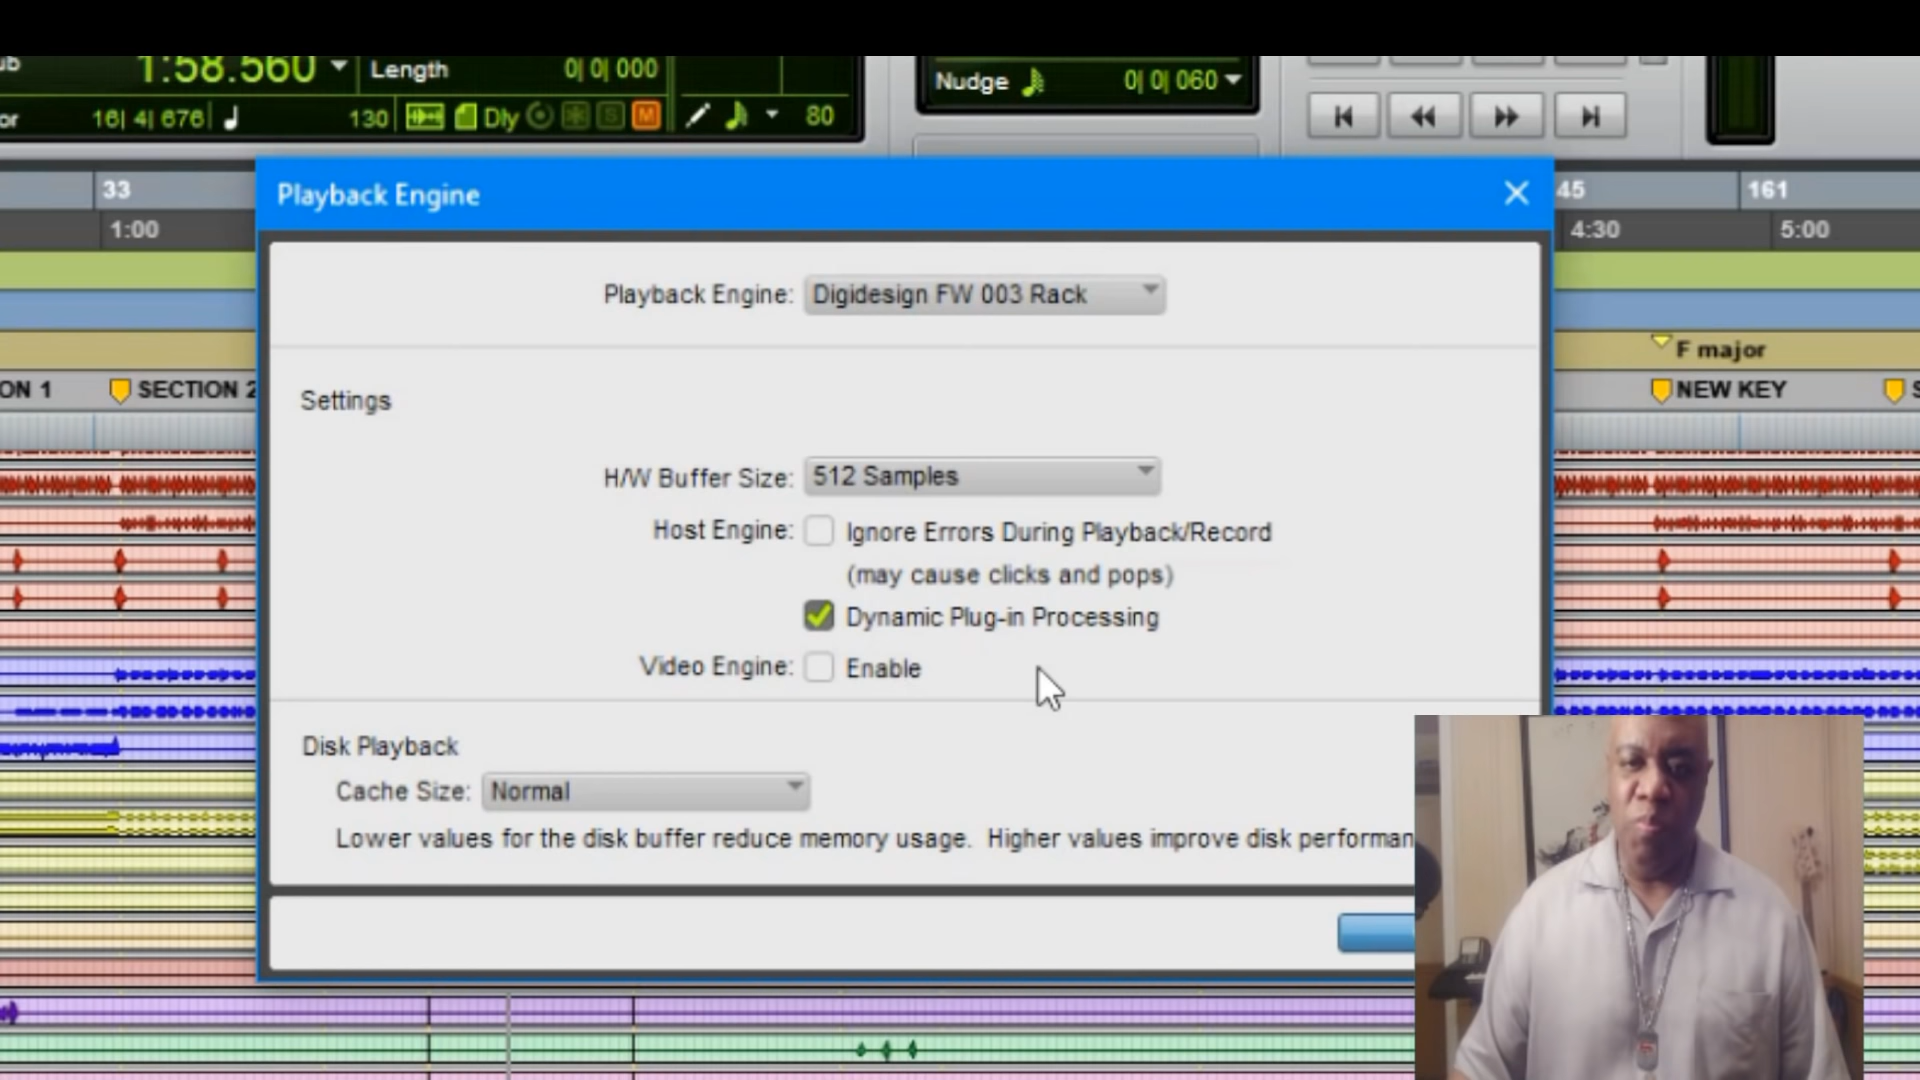 ub 1:58.560 Length 0| 0| 000
Nudge 0| 0| 060
or 16| 4| 676| 130 Dly S M 80
Playback Engine
33 45 161
1:00 4:30 5:00
Playback Engine: Digidesign FW 003 Rack
F major
ON 1 SECTION 2 NEW KEY S
Settings
H/W Buffer Size: 512 Samples
Host Engine: Ignore Errors During Playback/Record
(may cause clicks and pops)
Dynamic Plug-in Processing
Video Engine: Enable
Disk Playback
Cache Size: Normal
Lower values for the disk buffer reduce memory usage. Higher values improve disk performan